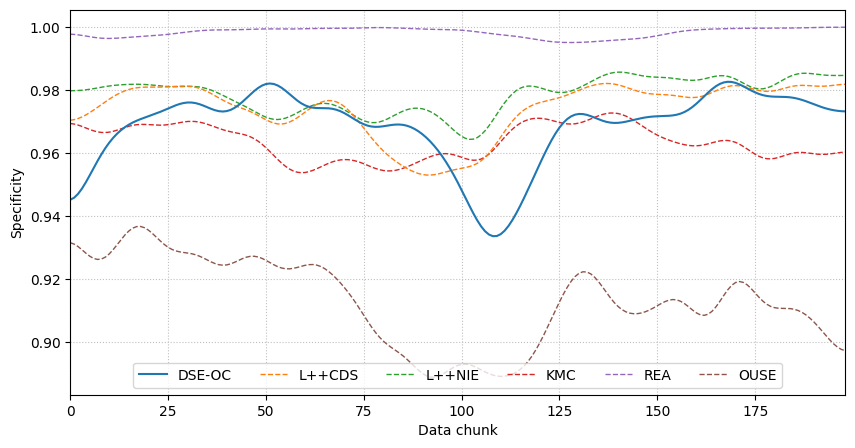 1.00
0.98
0.96
0.94
0.92
0.90
Specificity
DSE-OC L++CDS L++NIE KMC REA OUSE
0 25 50 75 100 125 150 175
Data chunk